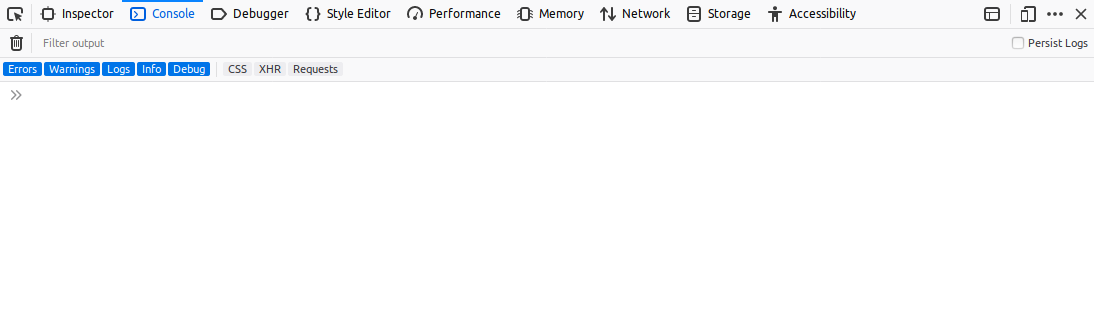 Inspector Console Debugger Style Editor Performance Memory Network Storage Accessibility
Filter output Persist Logs
Errors Warnings Logs Info Debug CSS XHR Requests